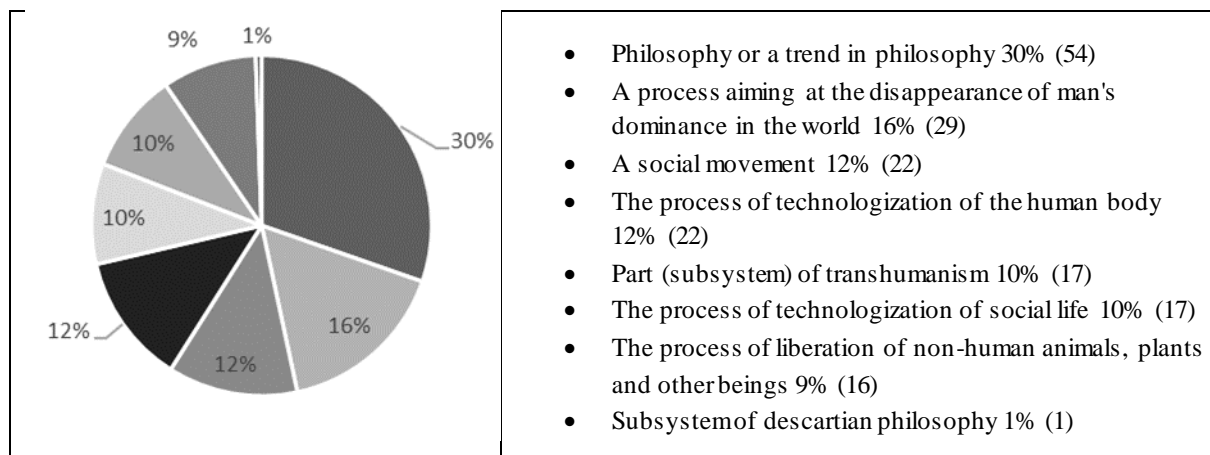 9%
1%
30%
10%
10%
16%
12%
12%
• Philosophy or a trend in philosophy 30% (54)
• A process aiming at the disappearance of man's
dominance in the world 16% (29)
• A social movement 12% (22)
• The process of technologization of the human body
12% (22)
• Part (subsystem) of transhumanism 10% (17)
• The process of technologization of social life 10% (17)
• The process of liberation of non-human animals, plants
and other beings 9% (16)
• Subsystem of descartian philosophy 1% (1)